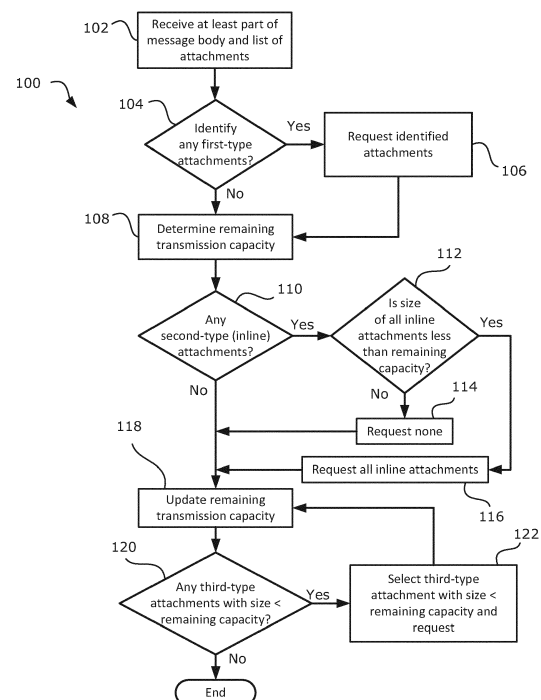 102
Receive at least part of
message body and list of
attachments
100
104
Identify
any first-type
attachments?
Yes
Request identified
attachments
106
No
108
Determine remaining
transmission capacity
110
Any
second-type (inline)
attachments?
Yes
112
Is size
of all inline
attachments less
than remaining
capacity?
Yes
No
No
114
Request none
Request all inline attachments
116
118
Update remaining
transmission capacity
120
Any third-type
attachments with size <
remaining capacity?
Yes
122
Select third-type
attachment with size <
remaining capacity and
request
No
End